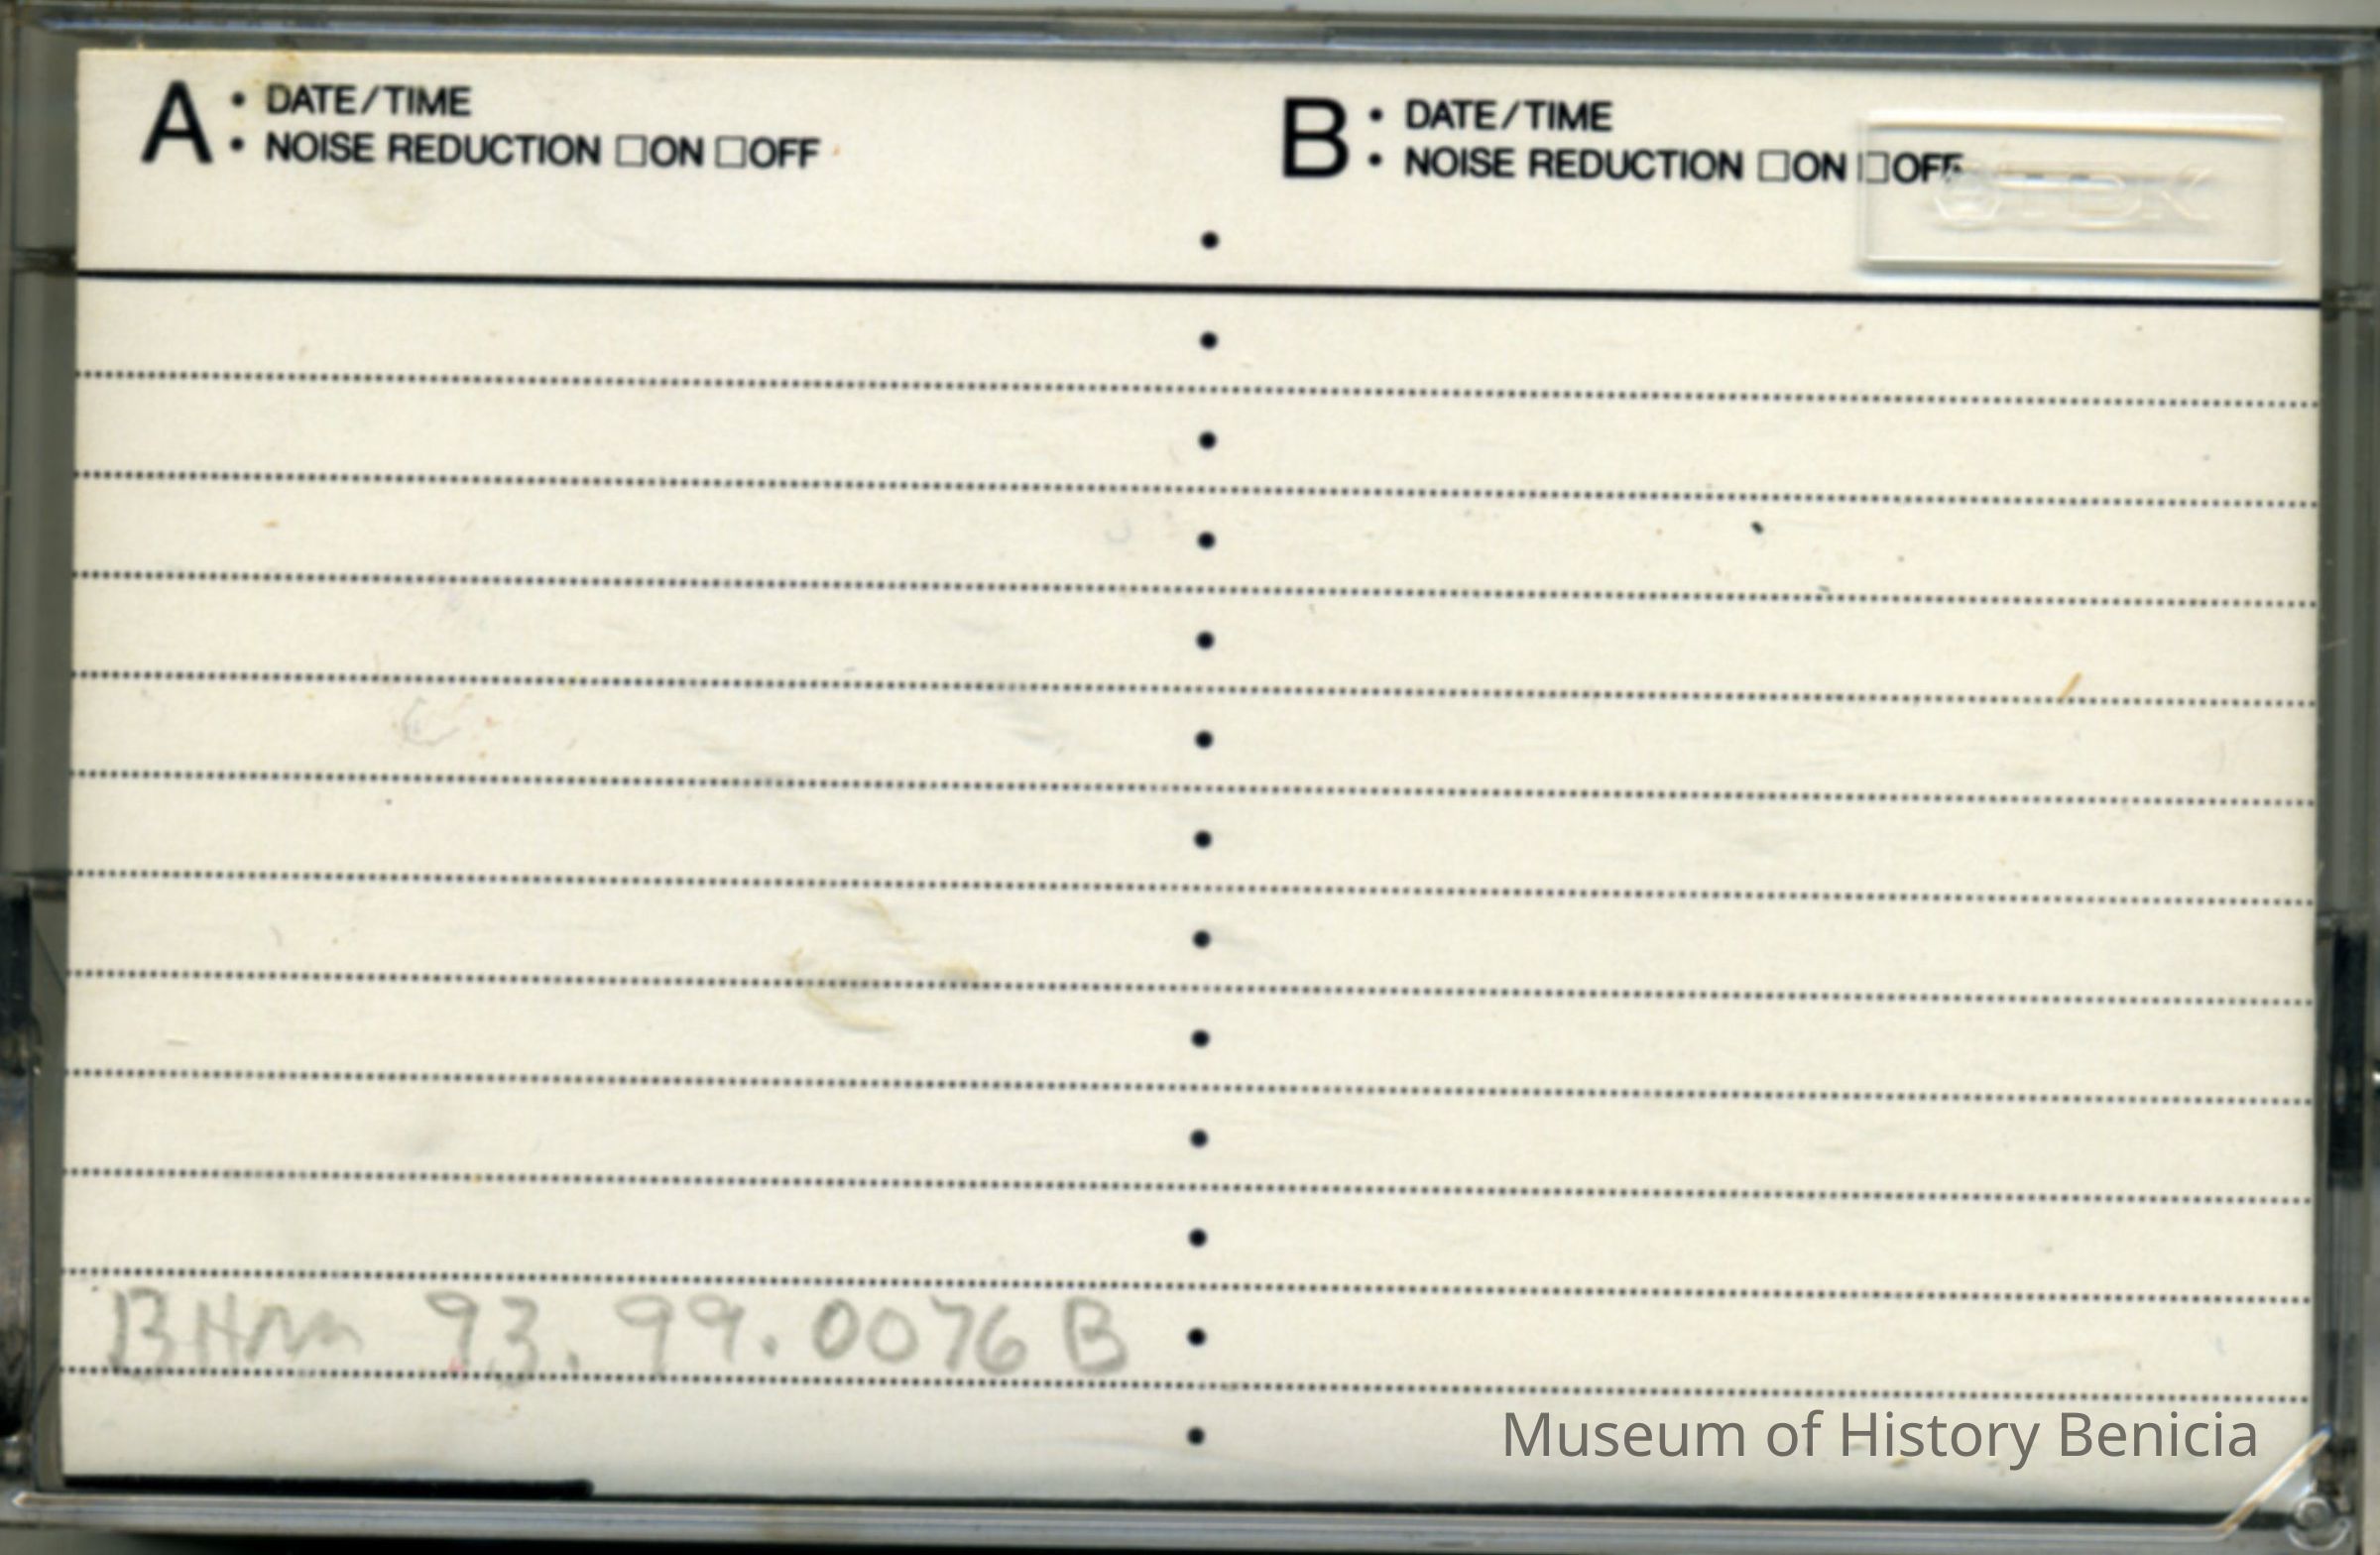 A • DATE/TIME
• NOISE REDUCTION □ON □OFF
B • DATE/TIME
• NOISE REDUCTION □ON □OFF
TDK
BHM 93.99.0076 B
Museum of History Benicia